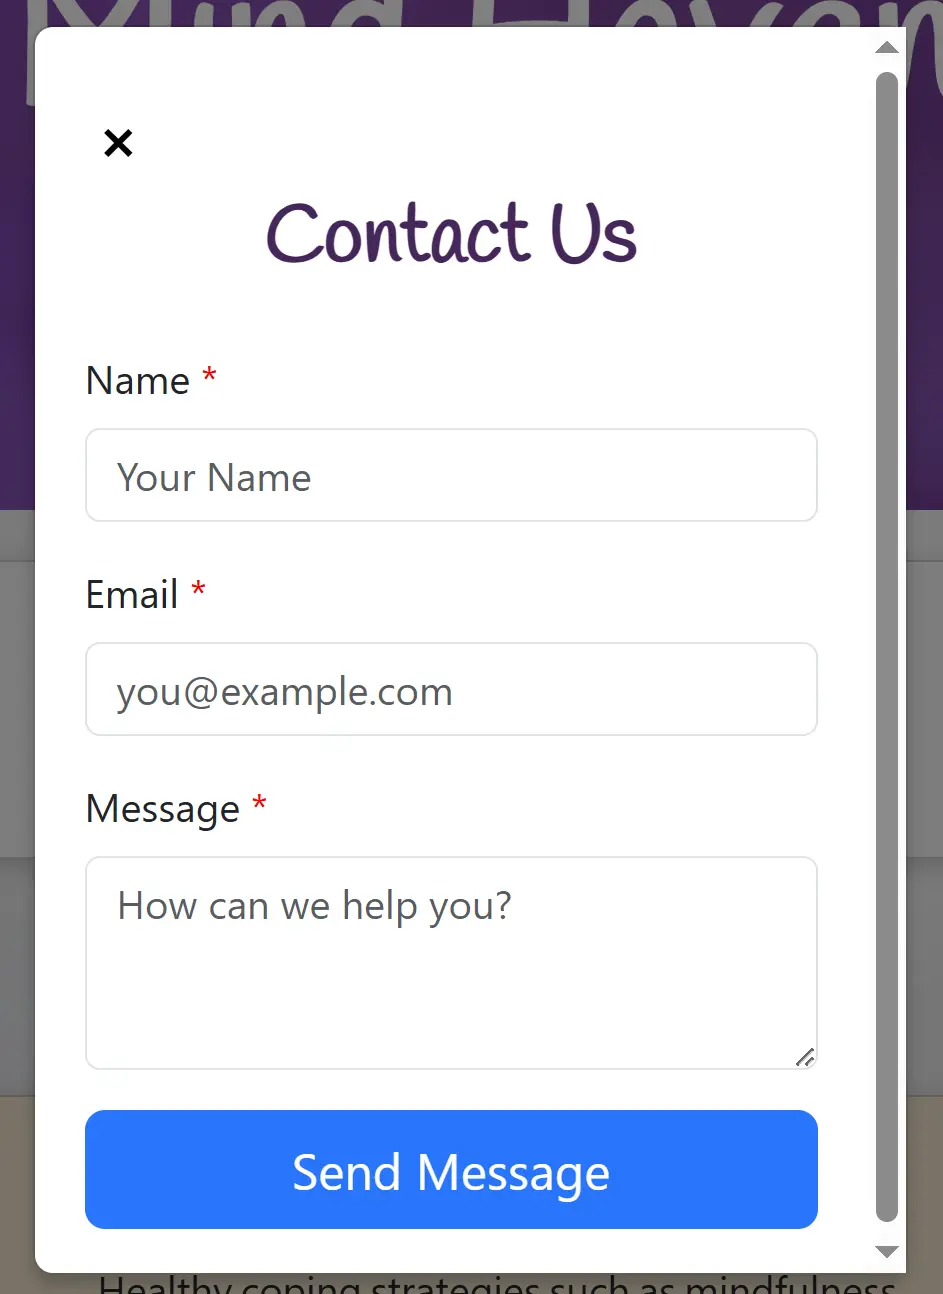 ×
Contact Us
Name *
Your Name
Email *
you@example.com
Message *
How can we help you?
Send Message
Healthy coping strategies such as mindfulness